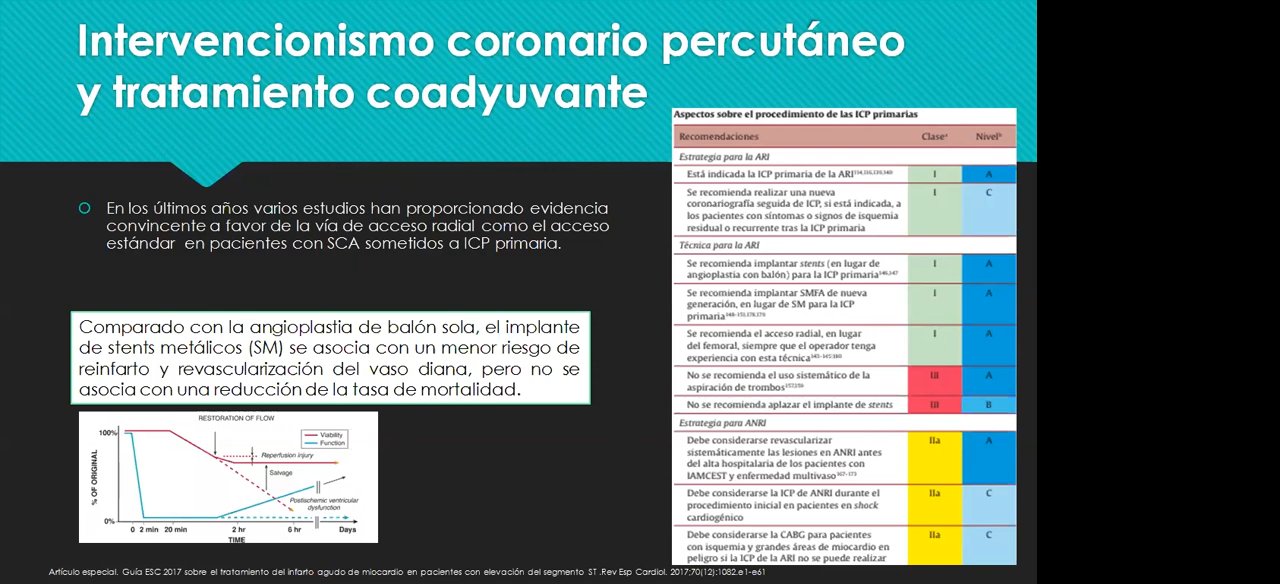 Intervencionismo coronario percutáneo
y tratamiento coadyuvante
En los últimos años varios estudios han proporcionado evidencia
convincente a favor de la vía de acceso radial como el acceso
estándar en pacientes con SCA sometidos a ICP primaria.
Comparado con la angioplastia de balón sola, el implante
de stents metálicos (SM) se asocia con un menor riesgo de
reinfarto y revascularización del vaso diana, pero no se
asocia con una reducción de la tasa de mortalidad.
RESTORATION OF FLOW
100%
Viability
Function
Reperfusion injury
Salvage
% OF ORIGINAL
Postischemic ventricular
dysfunction
0%
0 2 min 20 min 2 hr 6 hr Days
TIME
Aspectos sobre el procedimiento de las ICP primarias
Recomendaciones Claseᵃ Nivelᵇ
Estrategia para la ARI
Está indicada la ICP primaria de la ARI I A
Se recomienda realizar una nueva I C
coronariografía seguida de ICP, si está indicada, a
los pacientes con síntomas o signos de isquemia
residual o recurrente tras la ICP primaria
Técnica para la ARI
Se recomienda implantar stents (en lugar de I A
angioplastia con balón) para la ICP primaria
Se recomienda implantar SMFA de nueva I A
generación, en lugar de SM para la ICP
primaria
Se recomienda el acceso radial, en lugar I A
del femoral, siempre que el operador tenga
experiencia con esta técnica
No se recomienda el uso sistemático de la III A
aspiración de trombos
No se recomienda aplazar el implante de stents III B
Estrategia para ANRI
Debe considerarse revascularizar IIa A
sistemáticamente las lesiones en ANRI antes
del alta hospitalaria de los pacientes con
IAMCEST y enfermedad multivaso
Debe considerarse la ICP de ANRI durante el IIa C
procedimiento inicial en pacientes en shock
cardiogénico
Debe considerarse la CABG para pacientes IIa C
con isquemia y grandes áreas de miocardio en
peligro si la ICP de la ARI no se puede realizar
Artículo especial. Guía ESC 2017 sobre el tratamiento del infarto agudo de miocardio en pacientes con elevación del segmento ST .Rev Esp Cardiol. 2017;70(12):1082.e1-e61